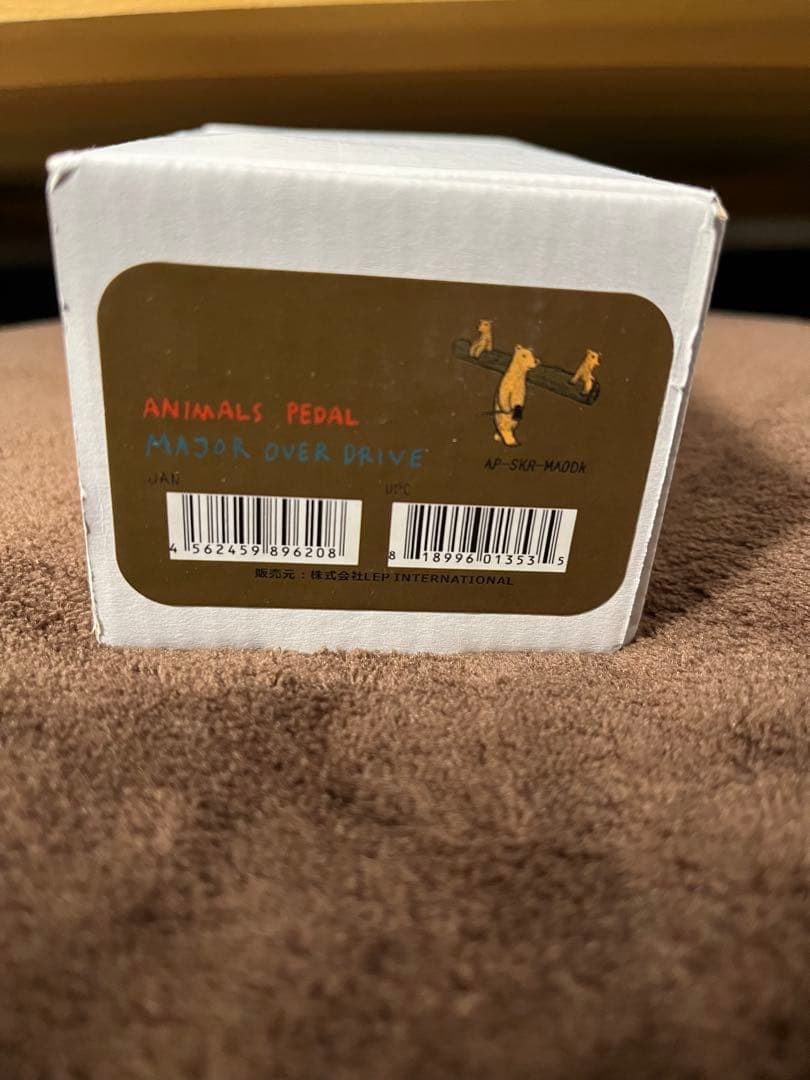 ANIMALS PEDAL
MAJOR OVER DRIVE
AP-SKR-MAODA
JAN
UPC
4 562459 896208
8 18996 01353 5
販売元：株式会社LEP INTERNATIONAL